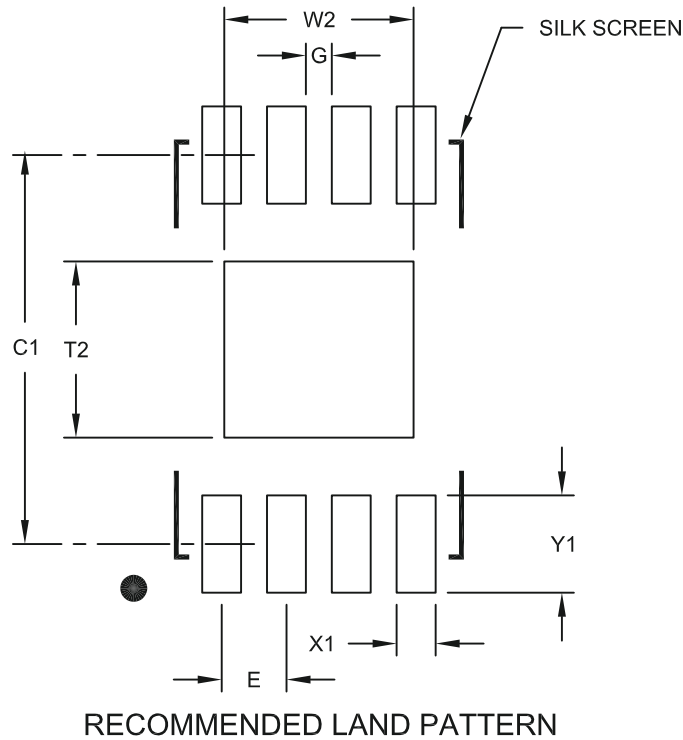 W2
SILK SCREEN
G
C1
T2
Y1
X1
E
RECOMMENDED LAND PATTERN